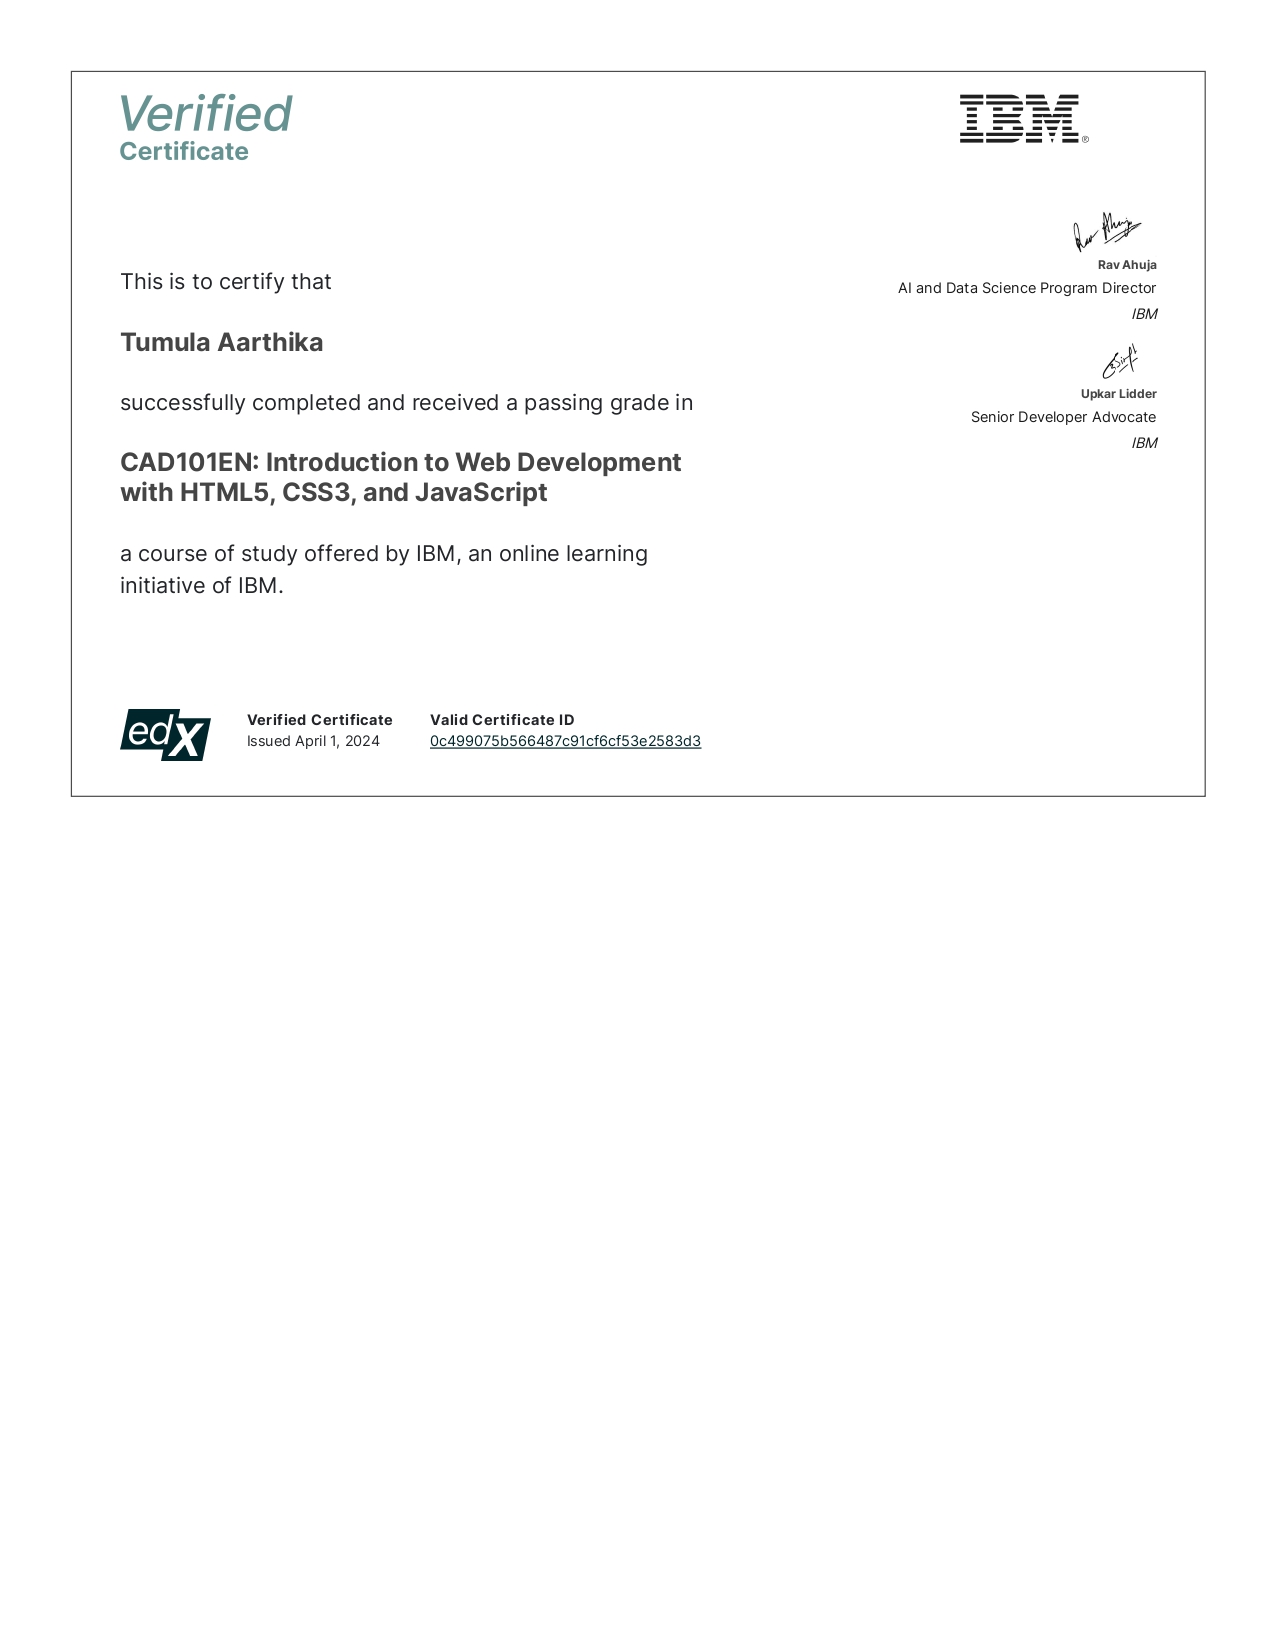 Verified
Certificate
IBM®
This is to certify that
Tumula Aarthika
successfully completed and received a passing grade in
CAD101EN: Introduction to Web Development
with HTML5, CSS3, and JavaScript
a course of study offered by IBM, an online learning
initiative of IBM.
Rav Ahuja
Rav Ahuja
AI and Data Science Program Director
IBM
Upkar Lidder
Senior Developer Advocate
IBM
edX
Verified Certificate
Issued April 1, 2024
Valid Certificate ID
0c499075b566487c91cf6cf53e2583d3